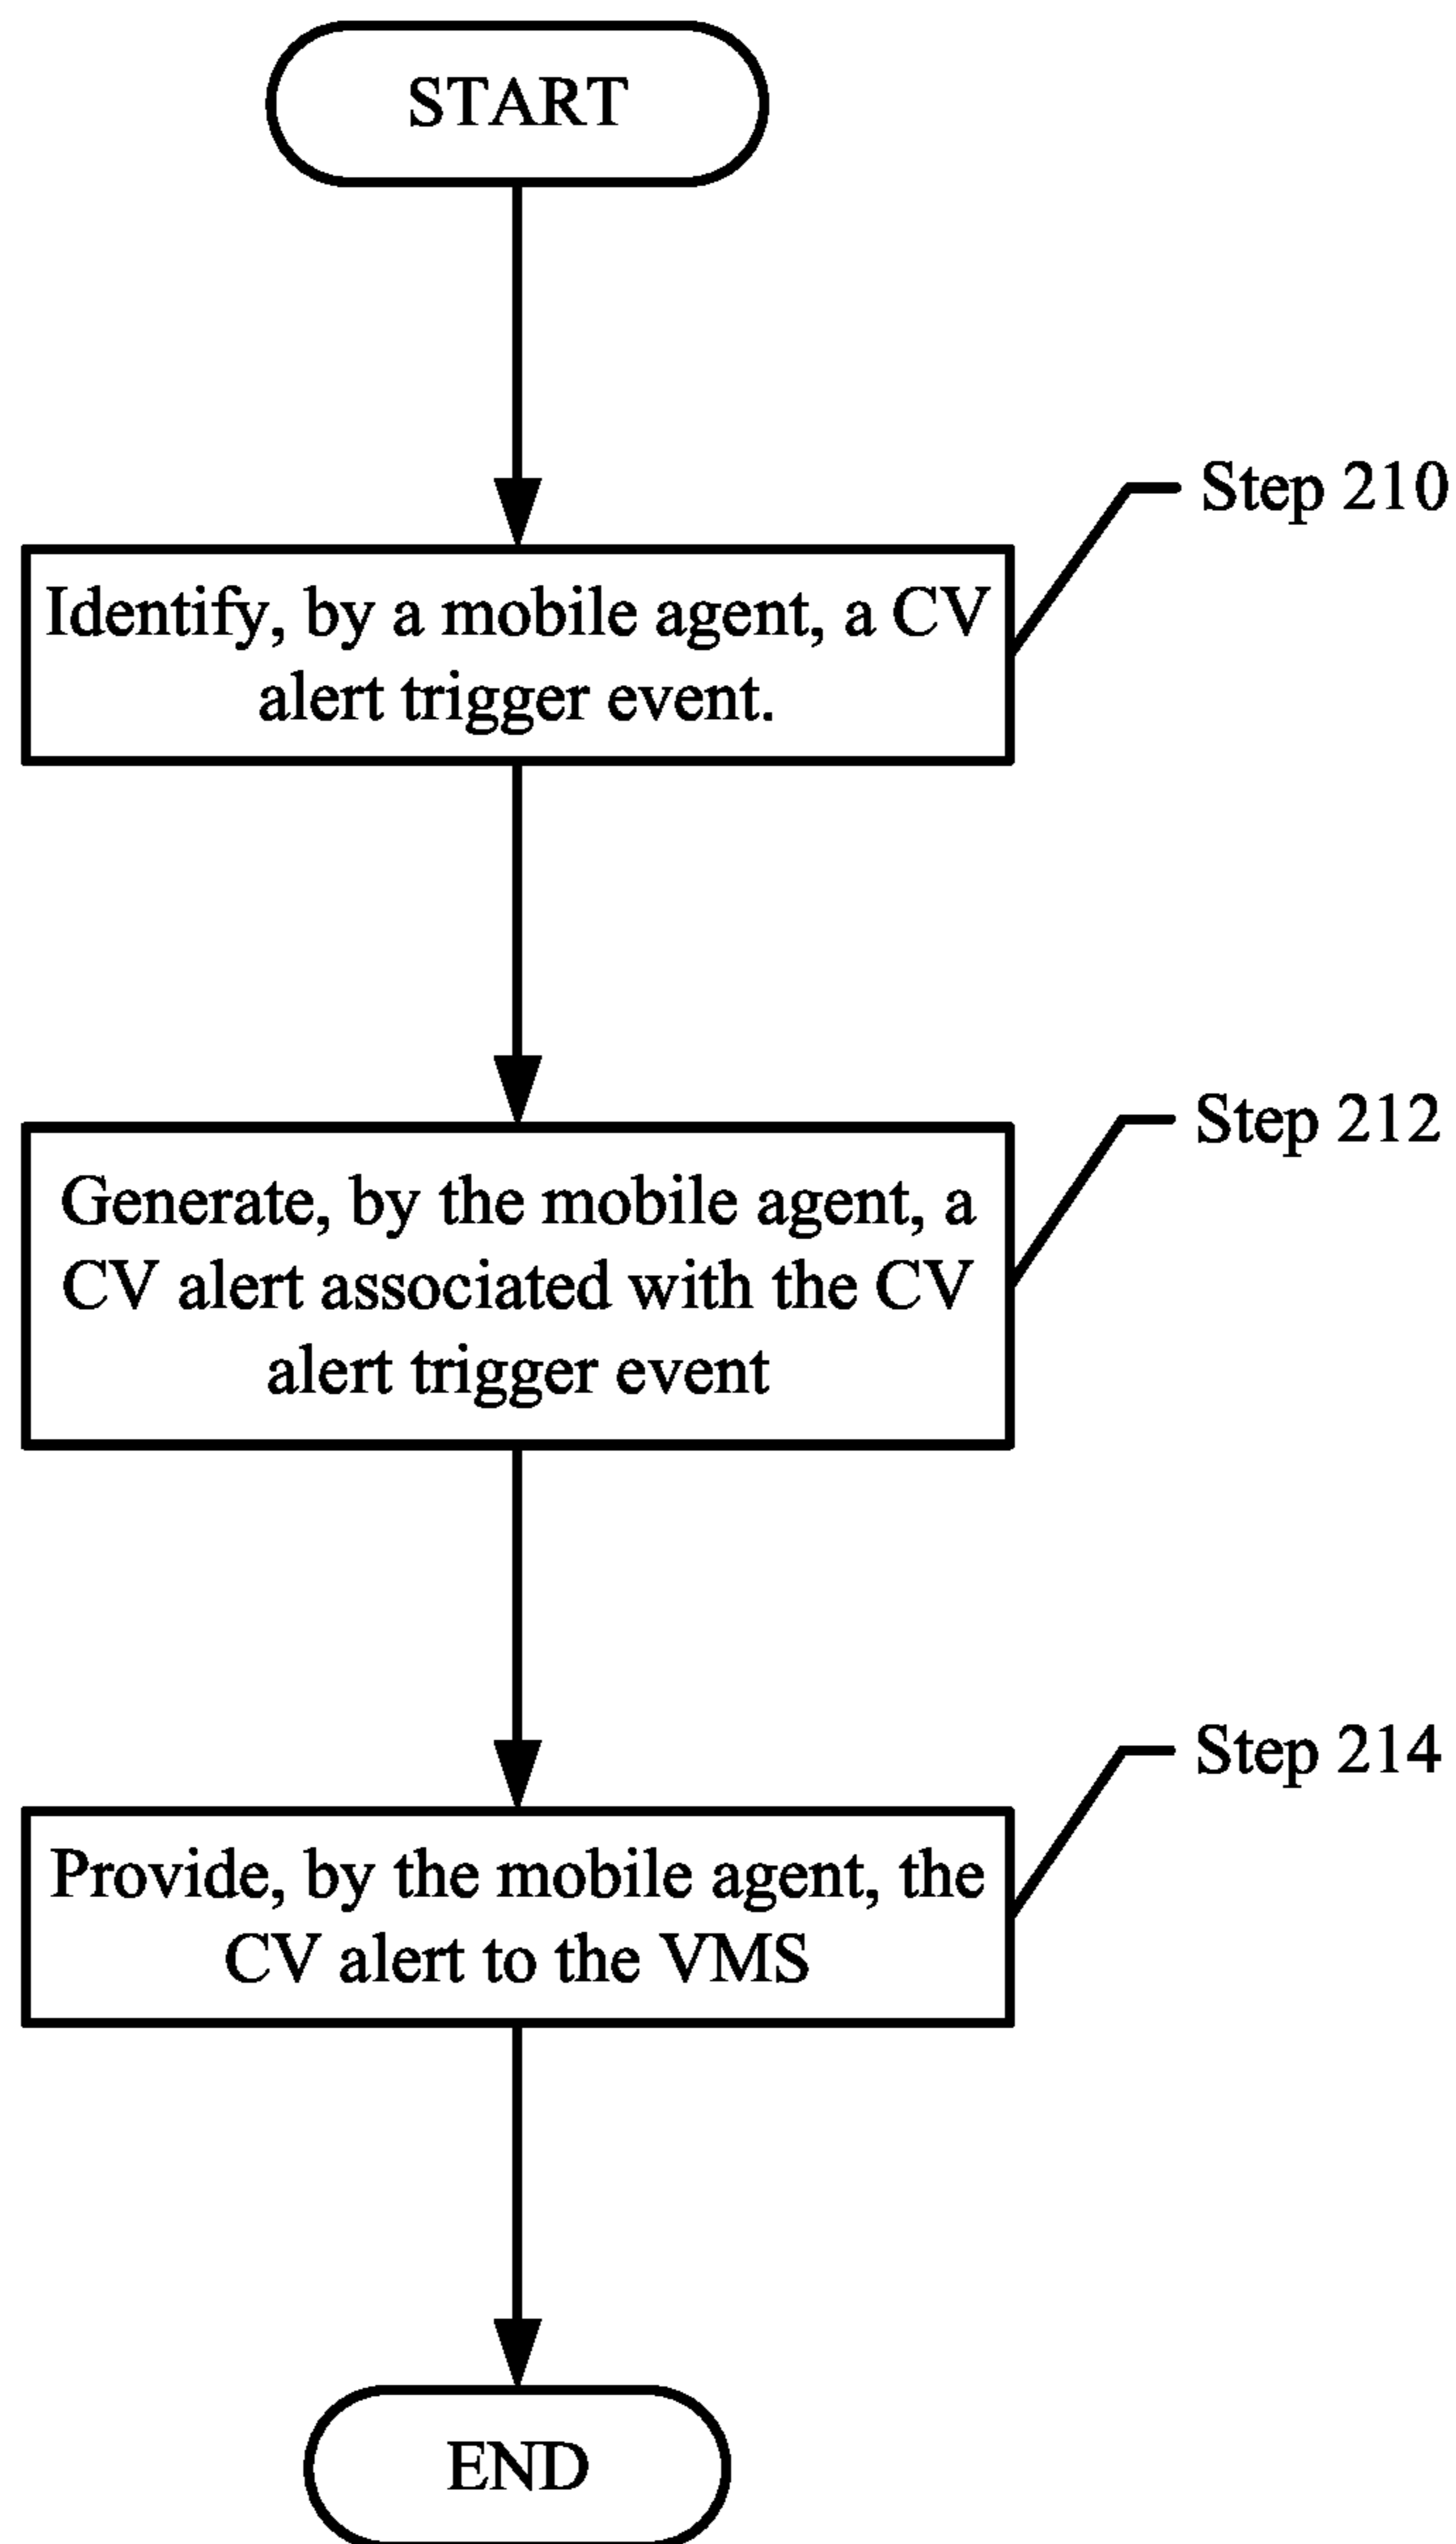 START
Step 210
Identify, by a mobile agent, a CV
alert trigger event.
Step 212
Generate, by the mobile agent, a
CV alert associated with the CV
alert trigger event
Step 214
Provide, by the mobile agent, the
CV alert to the VMS
END